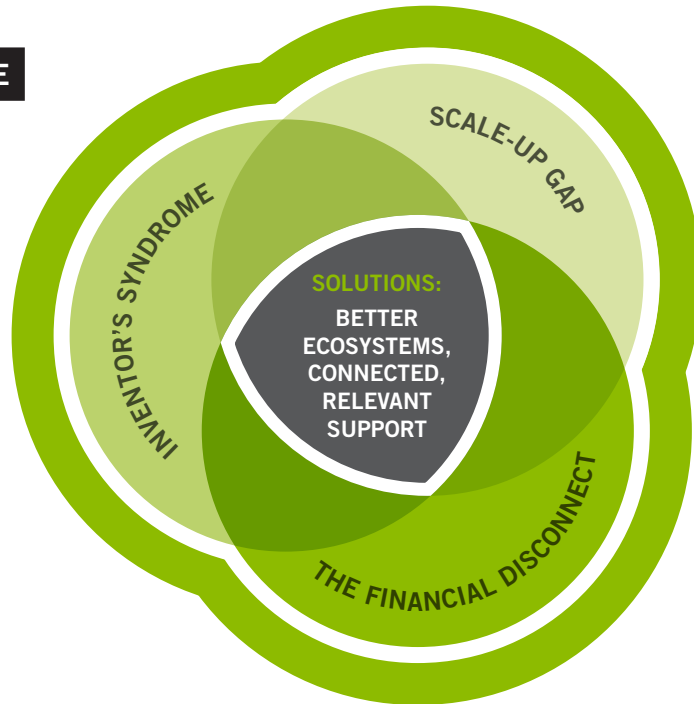 E
SCALE-UP GAP
INVENTOR'S SYNDROME
SOLUTIONS:
BETTER
ECOSYSTEMS,
CONNECTED,
RELEVANT
SUPPORT
THE FINANCIAL DISCONNECT